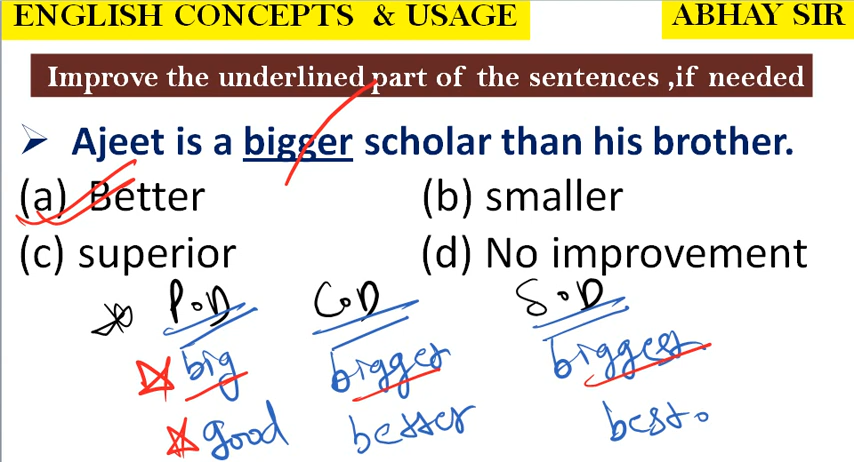 ENGLISH CONCEPTS & USAGE
ABHAY SIR
Improve the underlined part of the sentences ,if needed
➢ Ajeet is a bigger scholar than his brother.
(a) Better (b) smaller
(c) superior (d) No improvement
P.D C.D S.D
big bigger biggest
good better best.